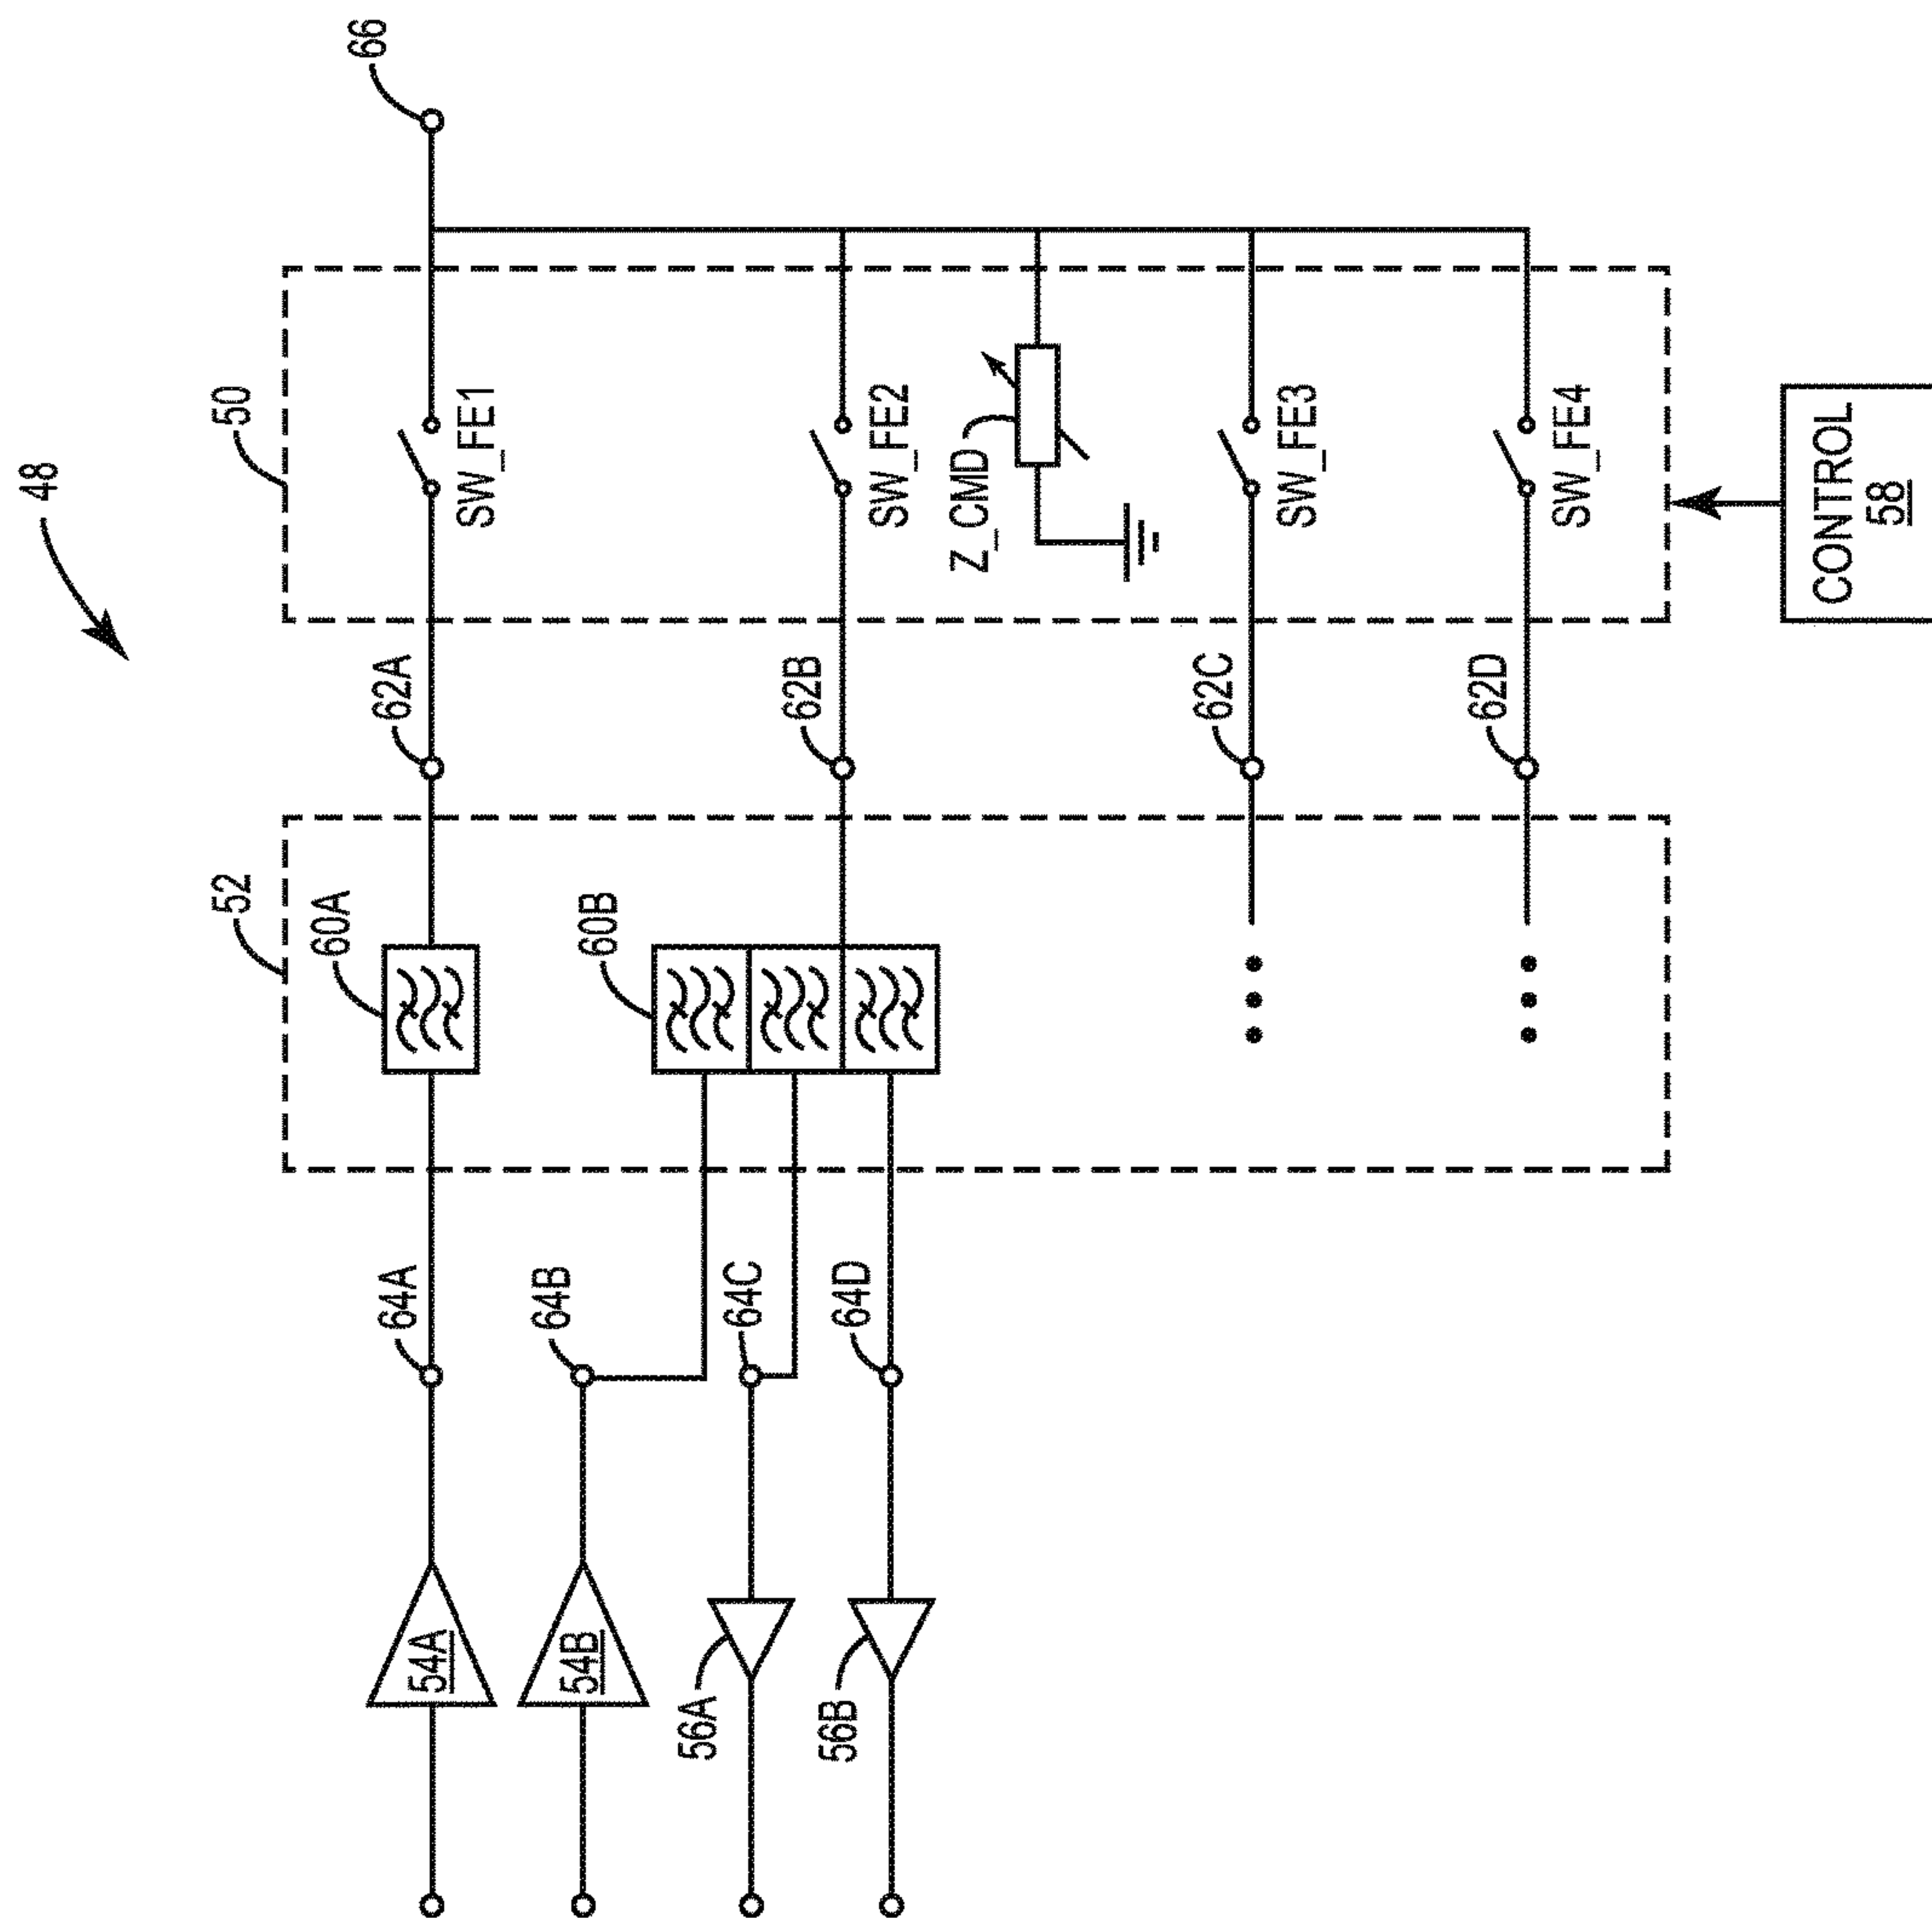 48
66
50
52
64A
62A
54A
60A
SW_FE1
64B
54B
60B
64C
62B
56A
SW_FE2
64D
56B
Z_CMD
62C
SW_FE3
62D
SW_FE4
CONTROL
58